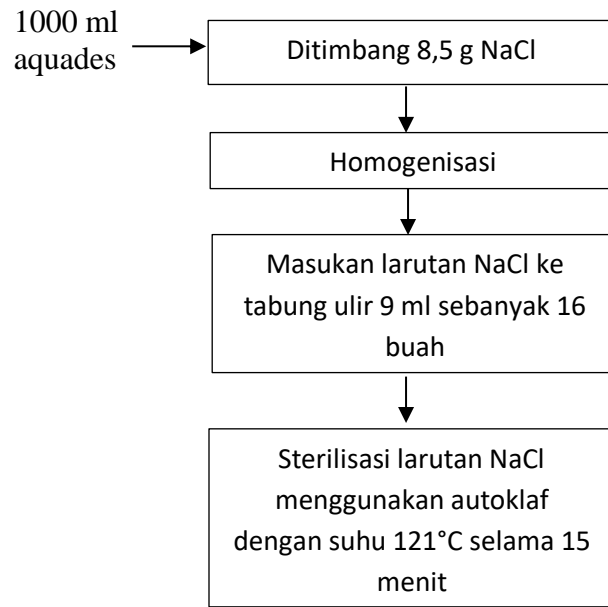 1000 ml
aquades
Ditimbang 8,5 g NaCl
Homogenisasi
Masukan larutan NaCl ke
tabung ulir 9 ml sebanyak 16
buah
Sterilisasi larutan NaCl
menggunakan autoklaf
dengan suhu 121°C selama 15
menit